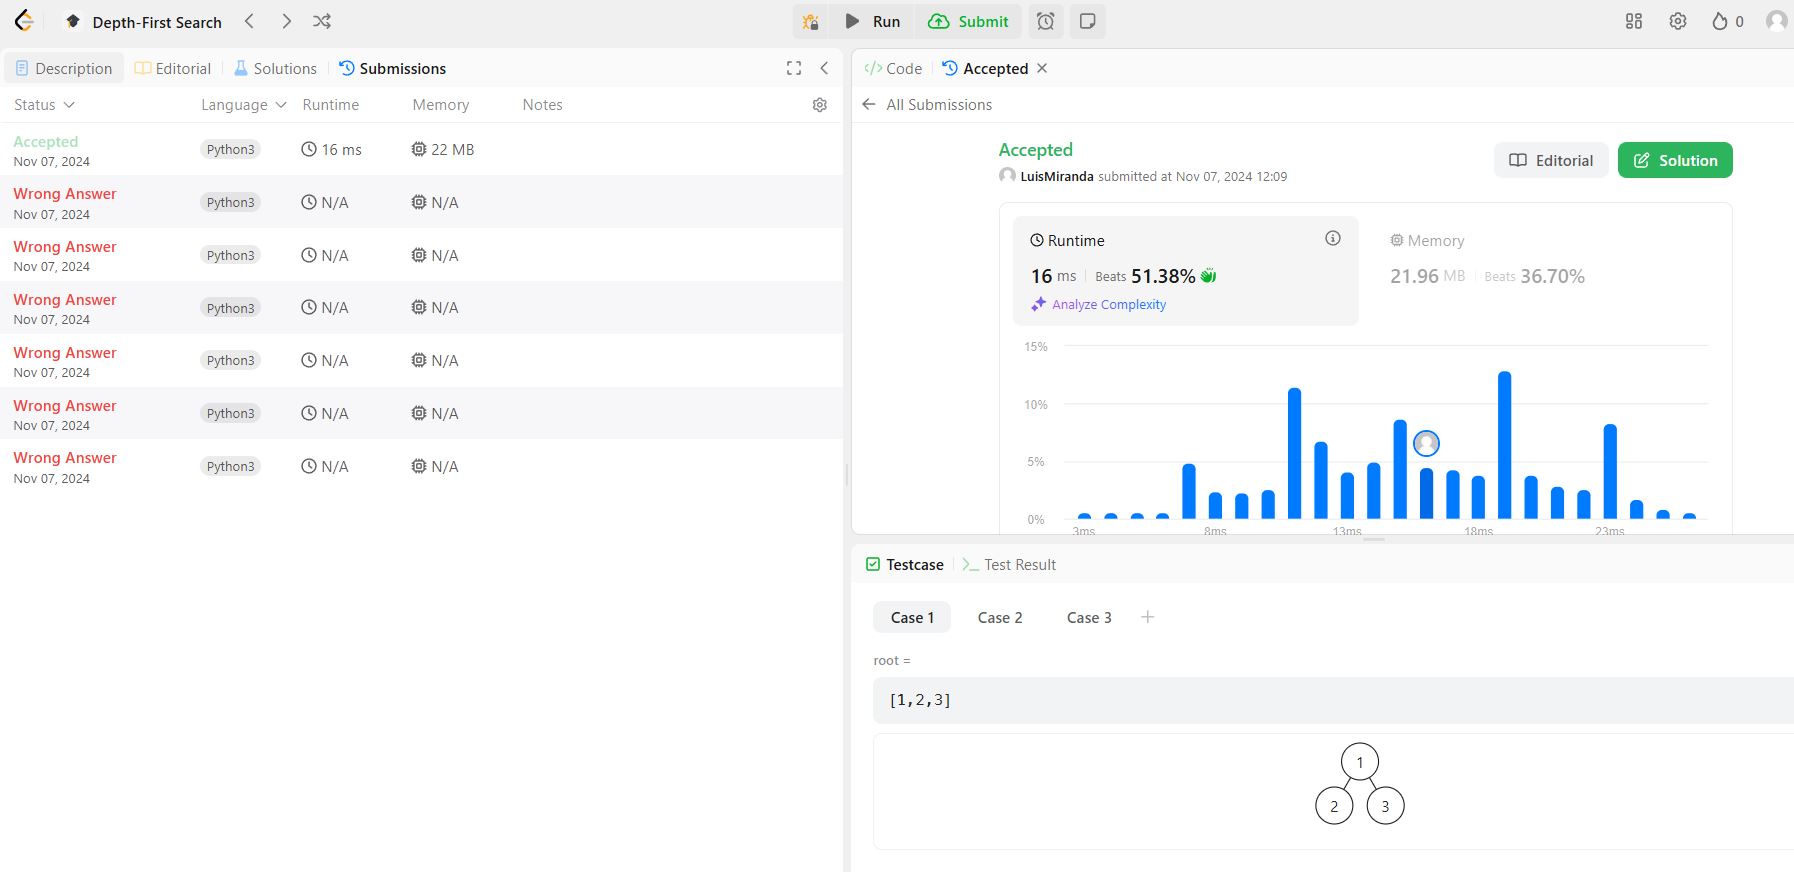 Depth-First Search
Run
Submit
0
Description
Editorial
Solutions
Submissions
Status
Language
Runtime
Memory
Notes
Accepted
Nov 07, 2024
Python3
16 ms
22 MB
Wrong Answer
Nov 07, 2024
Python3
N/A
N/A
Wrong Answer
Nov 07, 2024
Python3
N/A
N/A
Wrong Answer
Nov 07, 2024
Python3
N/A
N/A
Wrong Answer
Nov 07, 2024
Python3
N/A
N/A
Wrong Answer
Nov 07, 2024
Python3
N/A
N/A
Wrong Answer
Nov 07, 2024
Python3
N/A
N/A
</> Code
Accepted
All Submissions
Accepted
LuisMiranda submitted at Nov 07, 2024 12:09
Editorial
Solution
Runtime
16 ms
Beats 51.38%
Analyze Complexity
Memory
21.96 MB
Beats 36.70%
15%
10%
5%
0%
3ms
8ms
13ms
18ms
23ms
Testcase
Test Result
Case 1
Case 2
Case 3
root =
[1,2,3]
1
2
3